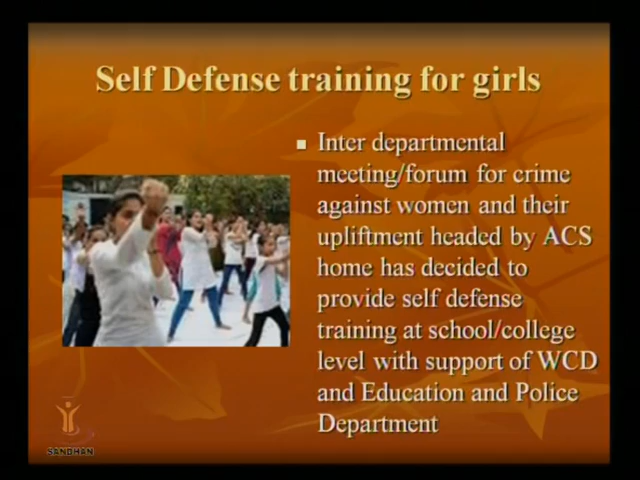 Self Defense training for girls
Inter departmental
meeting/forum for crime
against women and their
upliftment headed by ACS
home has decided to
provide self defense
training at school/college
level with support of WCD
and Education and Police
Department
SANDHAN